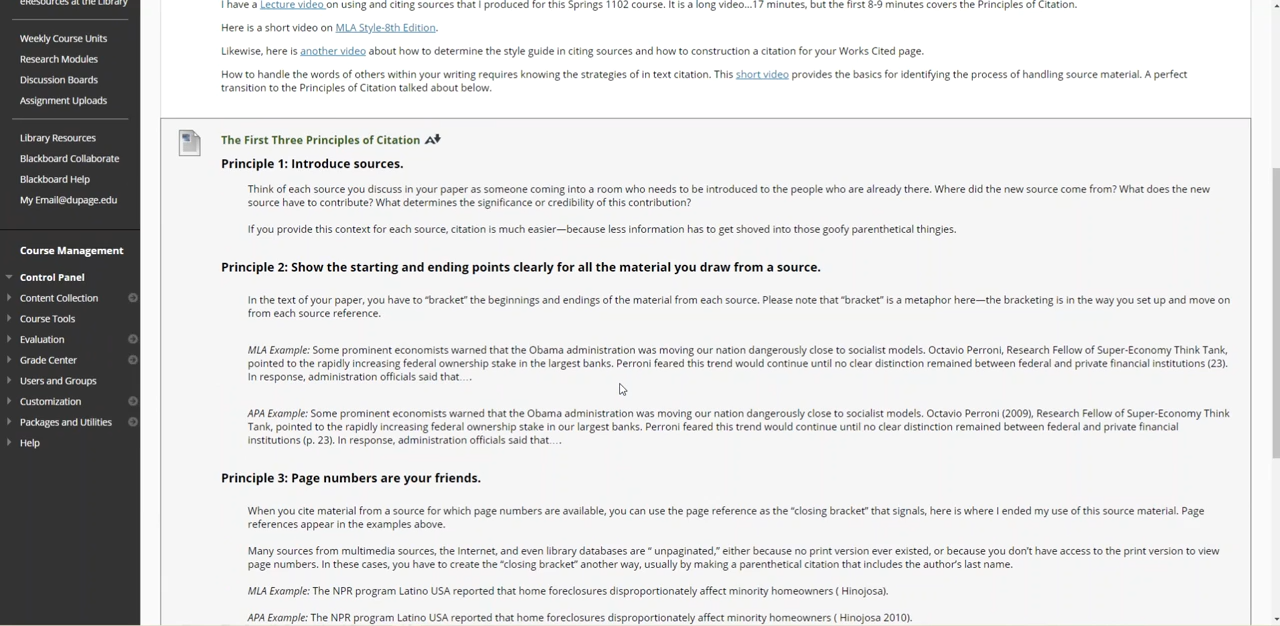 eResources at the Library
Weekly Course Units
Research Modules
Discussion Boards
Assignment Uploads
Library Resources
Blackboard Collaborate
Blackboard Help
My Email@dupage.edu
Course Management
Control Panel
Content Collection
Course Tools
Evaluation
Grade Center
Users and Groups
Customization
Packages and Utilities
Help
I have a Lecture video on using and citing sources that I produced for this Springs 1102 course. It is a long video...17 minutes, but the first 8-9 minutes covers the Principles of Citation.
Here is a short video on MLA Style-8th Edition.
Likewise, here is another video about how to determine the style guide in citing sources and how to construction a citation for your Works Cited page.
How to handle the words of others within your writing requires knowing the strategies of in text citation. This short video provides the basics for identifying the process of handling source material. A perfect
transition to the Principles of Citation talked about below.
The First Three Principles of Citation
Principle 1: Introduce sources.
Think of each source you discuss in your paper as someone coming into a room who needs to be introduced to the people who are already there. Where did the new source come from? What does the new
source have to contribute? What determines the significance or credibility of this contribution?
If you provide this context for each source, citation is much easier—because less information has to get shoved into those goofy parenthetical thingies.
Principle 2: Show the starting and ending points clearly for all the material you draw from a source.
In the text of your paper, you have to “bracket” the beginnings and endings of the material from each source. Please note that “bracket” is a metaphor here—the bracketing is in the way you set up and move on
from each source reference.
MLA Example: Some prominent economists warned that the Obama administration was moving our nation dangerously close to socialist models. Octavio Perroni, Research Fellow of Super-Economy Think Tank,
pointed to the rapidly increasing federal ownership stake in the largest banks. Perroni feared this trend would continue until no clear distinction remained between federal and private financial institutions (23).
In response, administration officials said that….
APA Example: Some prominent economists warned that the Obama administration was moving our nation dangerously close to socialist models. Octavio Perroni (2009), Research Fellow of Super-Economy Think
Tank, pointed to the rapidly increasing federal ownership stake in our largest banks. Perroni feared this trend would continue until no clear distinction remained between federal and private financial
institutions (p. 23). In response, administration officials said that….
Principle 3: Page numbers are your friends.
When you cite material from a source for which page numbers are available, you can use the page reference as the “closing bracket” that signals, here is where I ended my use of this source material. Page
references appear in the examples above.
Many sources from multimedia sources, the Internet, and even library databases are “ unpaginated,” either because no print version ever existed, or because you don’t have access to the print version to view
page numbers. In these cases, you have to create the “closing bracket” another way, usually by making a parenthetical citation that includes the author’s last name.
MLA Example: The NPR program Latino USA reported that home foreclosures disproportionately affect minority homeowners ( Hinojosa).
APA Example: The NPR program Latino USA reported that home foreclosures disproportionately affect minority homeowners ( Hinojosa 2010).